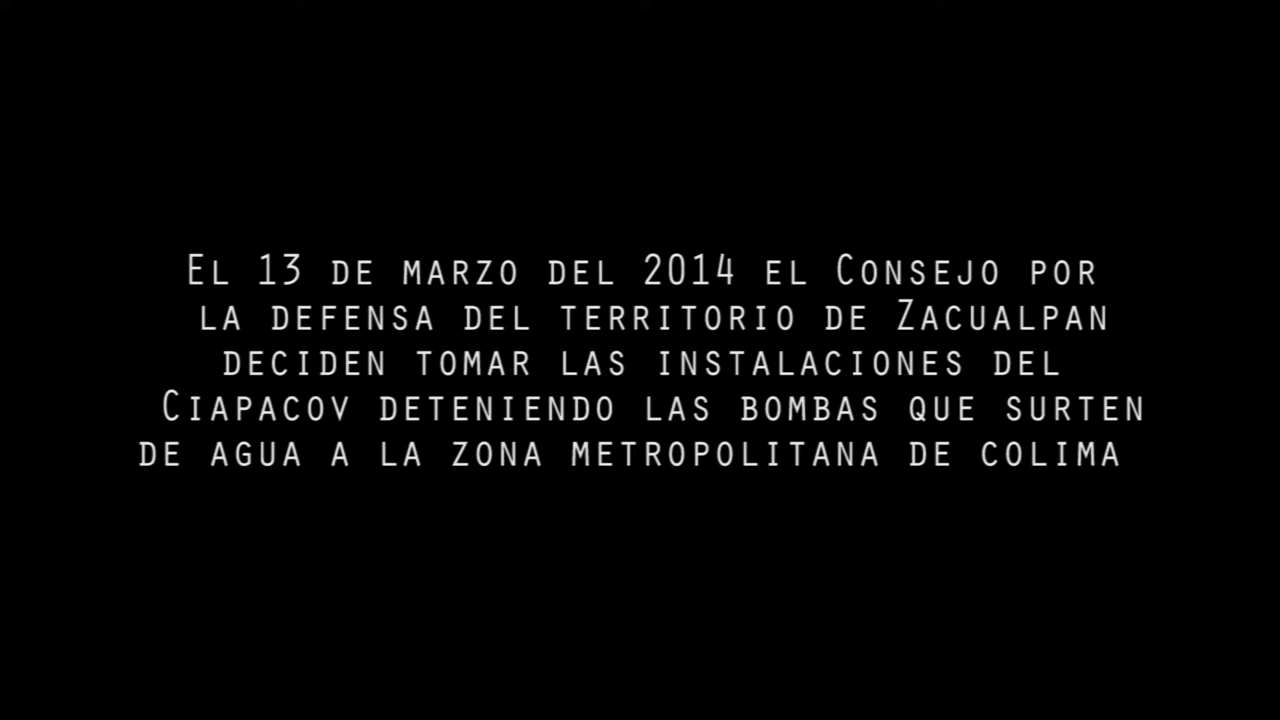 El 13 de marzo del 2014 el Consejo por
la defensa del territorio de Zacualpan
deciden tomar las instalaciones del
Ciapacov deteniendo las bombas que surten
de agua a la zona metropolitana de colima